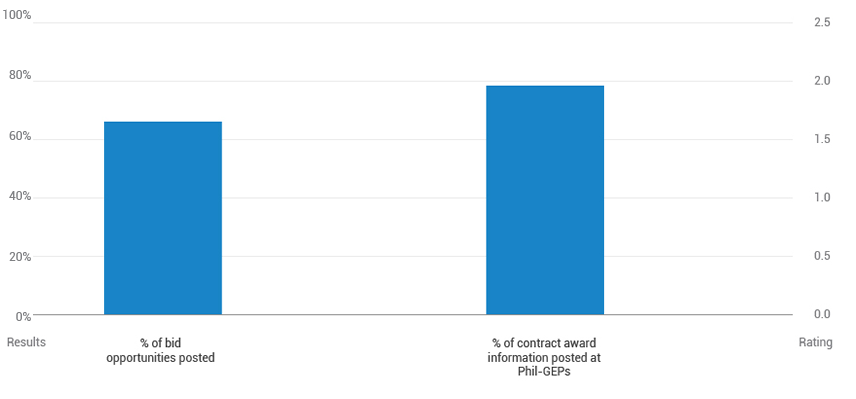 100%
2.5
80%
2.0
60%
1.5
40%
1.0
20%
0.5
0%
0.0
Results
% of bid
opportunities posted
% of contract award
information posted at
Phil-GEPs
Rating